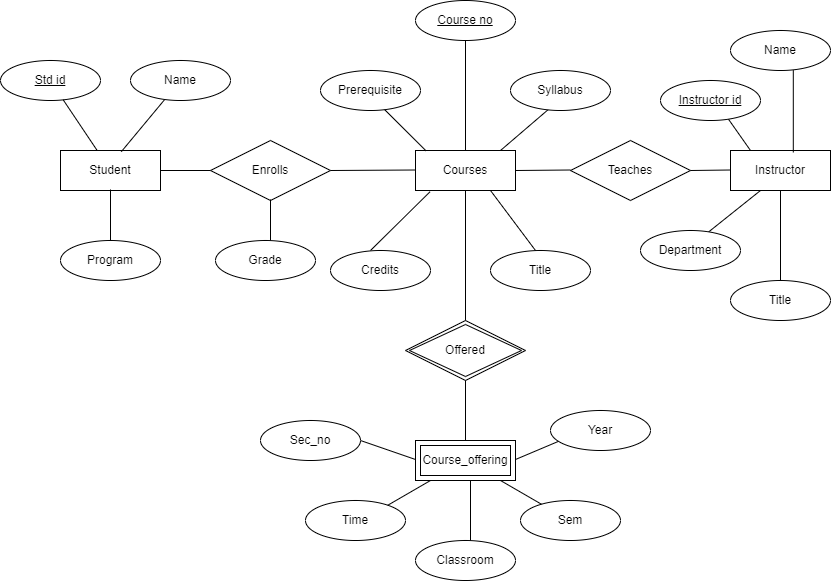 Course no
Name
Std id
Name
Prerequisite
Syllabus
Instructor id
Student
Enrolls
Courses
Teaches
Instructor
Program
Grade
Credits
Title
Department
Title
Offered
Sec_no
Year
Course_offering
Time
Sem
Classroom